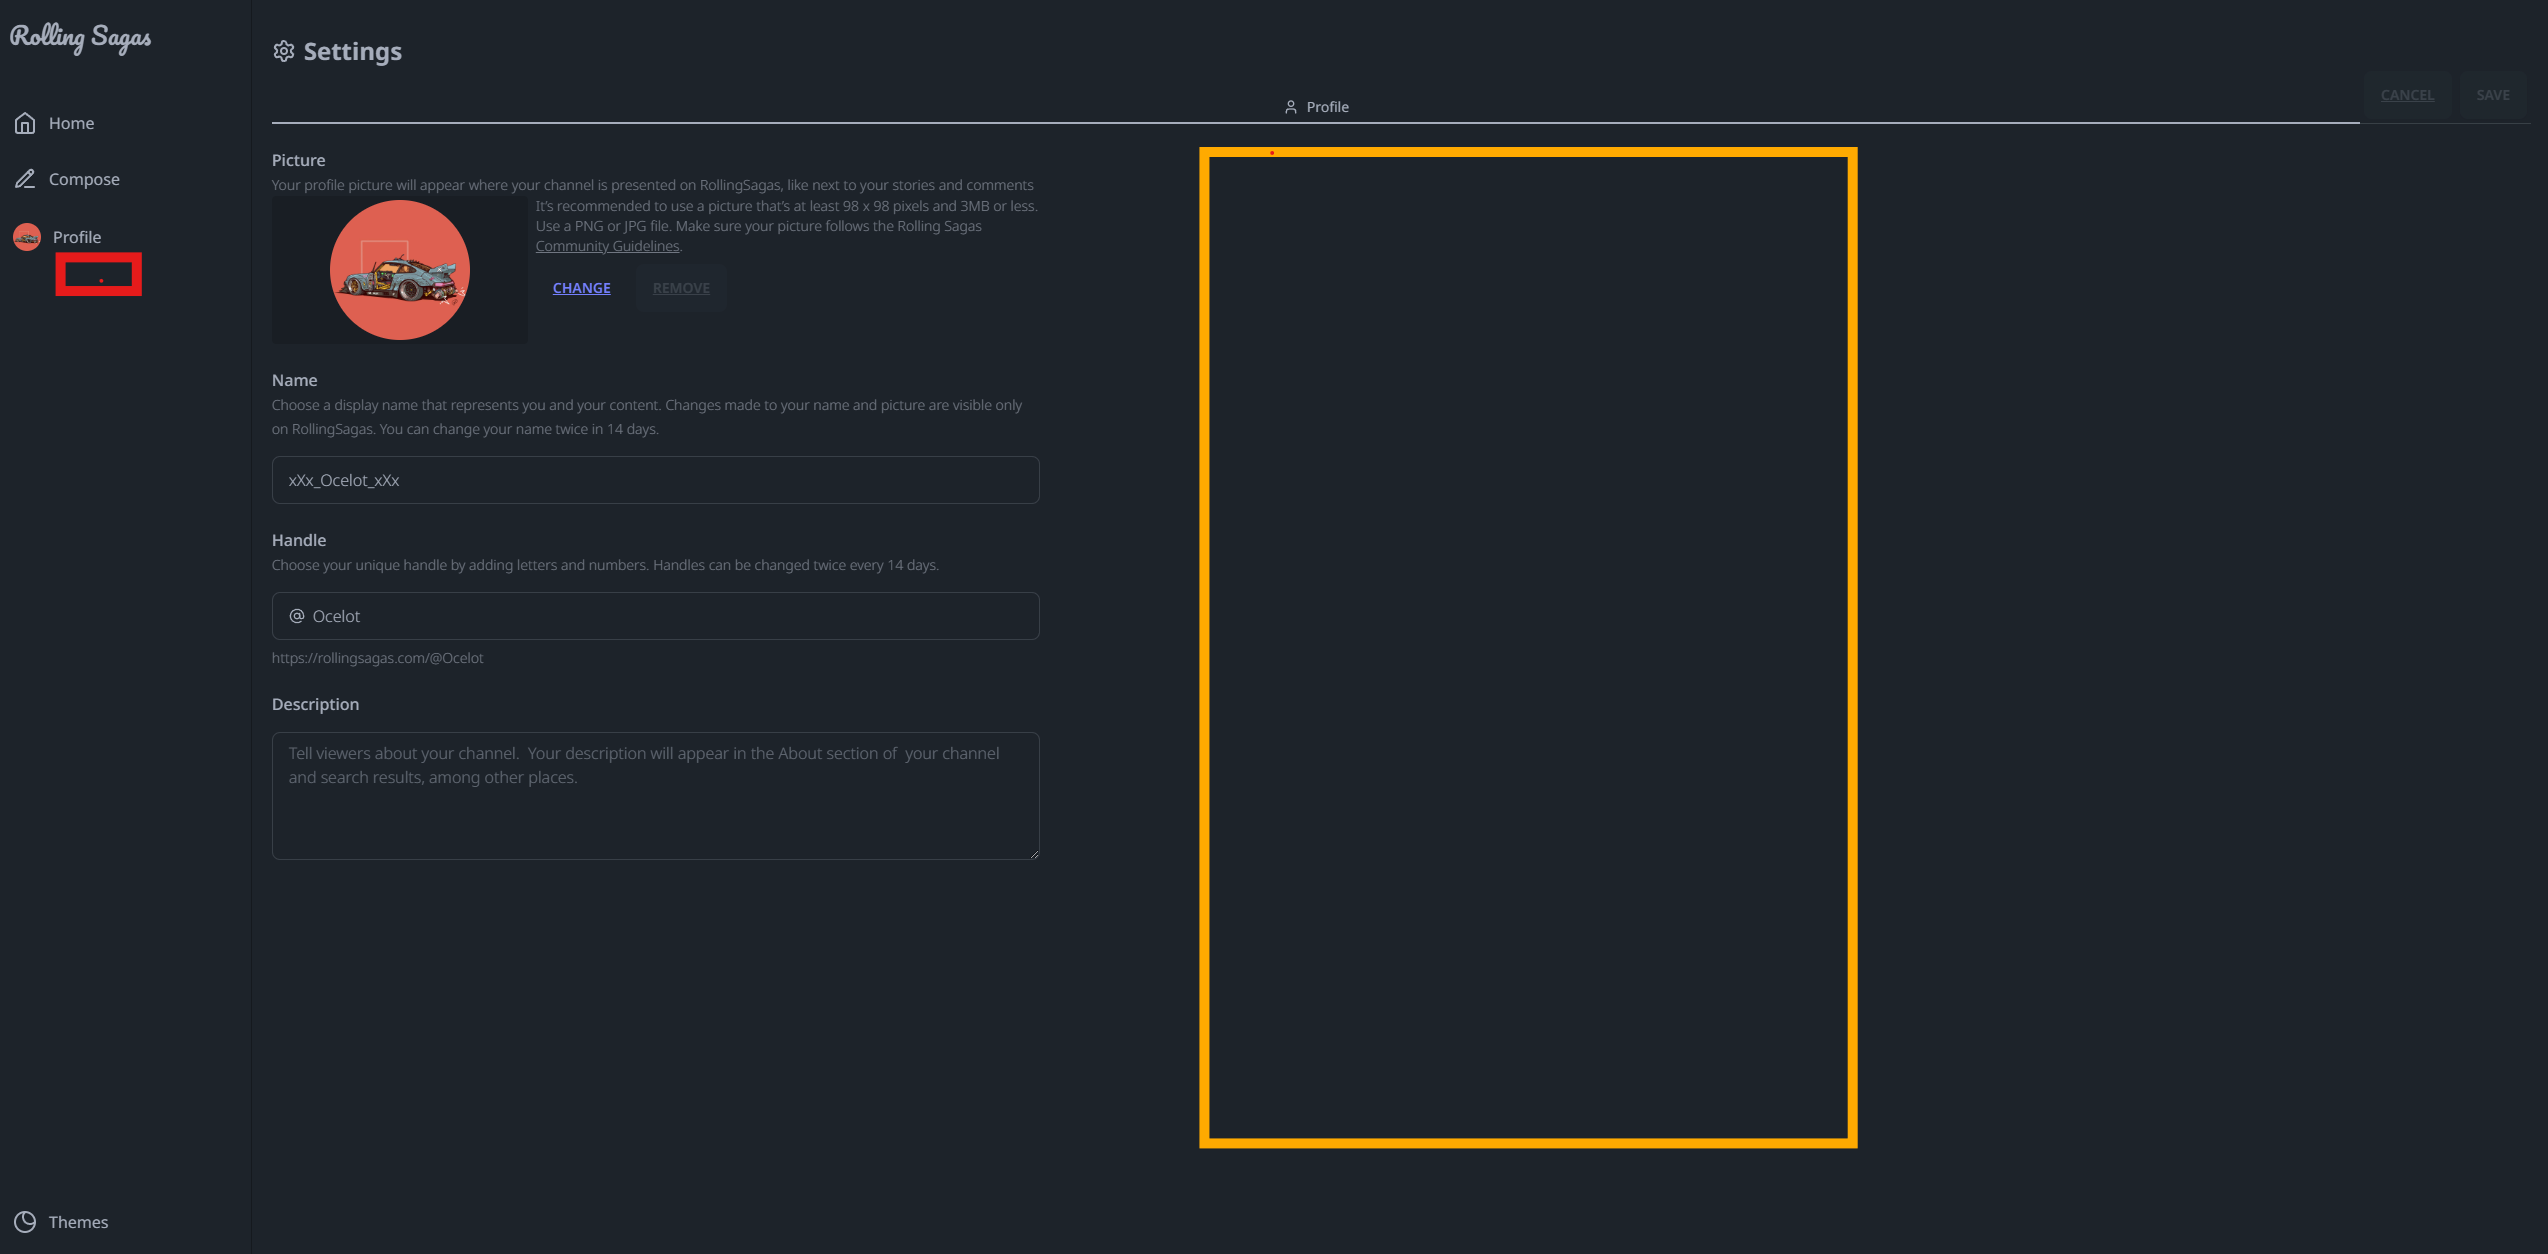 Rolling Sagas
Home
Compose
Profile
Themes
Settings
Profile
CANCEL
SAVE
Picture
Your profile picture will appear where your channel is presented on RollingSagas, like next to your stories and comments
It's recommended to use a picture that's at least 98 x 98 pixels and 3MB or less.
Use a PNG or JPG file. Make sure your picture follows the Rolling Sagas
Community Guidelines.
CHANGE
REMOVE
Name
Choose a display name that represents you and your content. Changes made to your name and picture are visible only
on RollingSagas. You can change your name twice in 14 days.
xXx_Ocelot_xXx
Handle
Choose your unique handle by adding letters and numbers. Handles can be changed twice every 14 days.
@ Ocelot
https://rollingsagas.com/@Ocelot
Description
Tell viewers about your channel.  Your description will appear in the About section of  your channel
and search results, among other places.